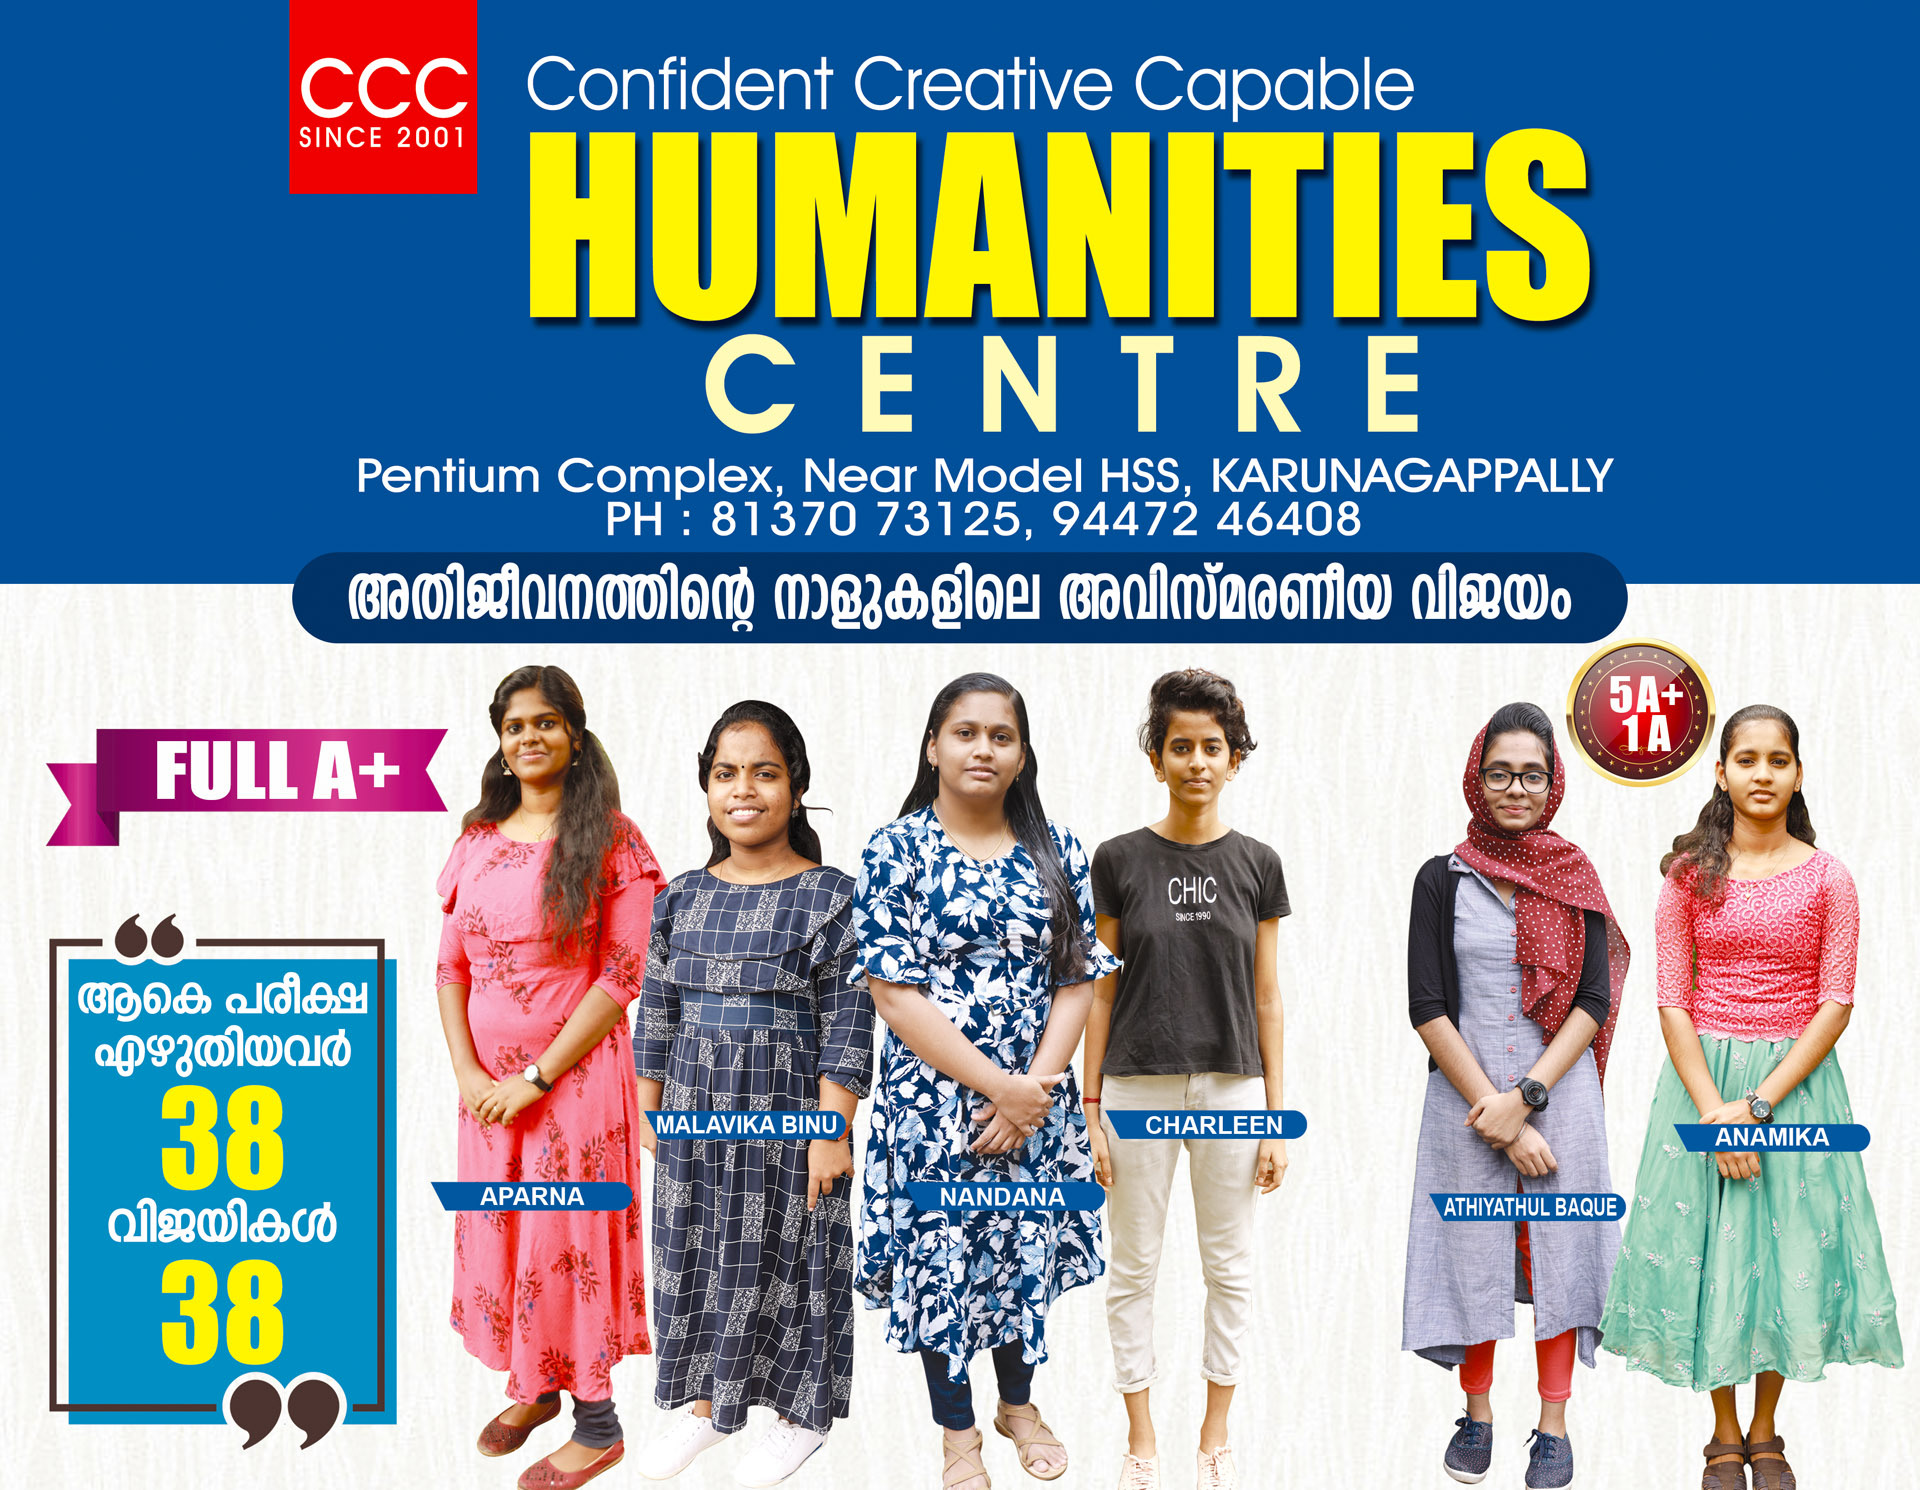 CCC
SINCE 2001
Confident Creative Capable
HUMANITIES
CENTRE
Pentium Complex, Near Model HSS, KARUNAGAPPALLY
PH : 81370 73125, 94472 46408
അതിജീവനത്തിന്റെ നാളുകളിലെ അവിസ്മരണീയ വിജയം
FULL A+
5A+
1A
ആകെ പരീക്ഷ
എഴുതിയവർ
38
വിജയികൾ
38
CHIC
SINCE 1990
APARNA
MALAVIKA BINU
NANDANA
CHARLEEN
ATHIYATHUL BAQUE
ANAMIKA